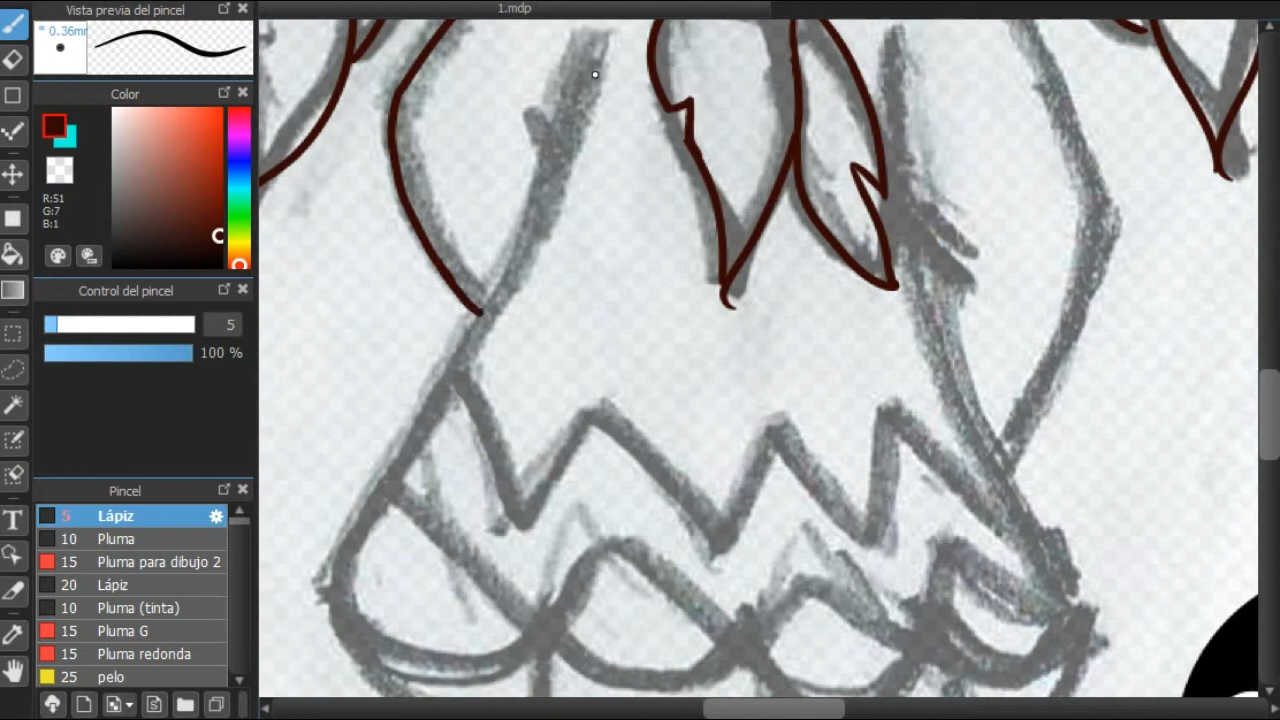 Vista previa del pincel
1.mdp
* 0.36mm
Color
R:51
G:7
B:1
Control del pincel
5
100 %
Pincel
5 Lápiz
10 Pluma
15 Pluma para dibujo 2
20 Lápiz
10 Pluma (tinta)
15 Pluma G
15 Pluma redonda
25 pelo